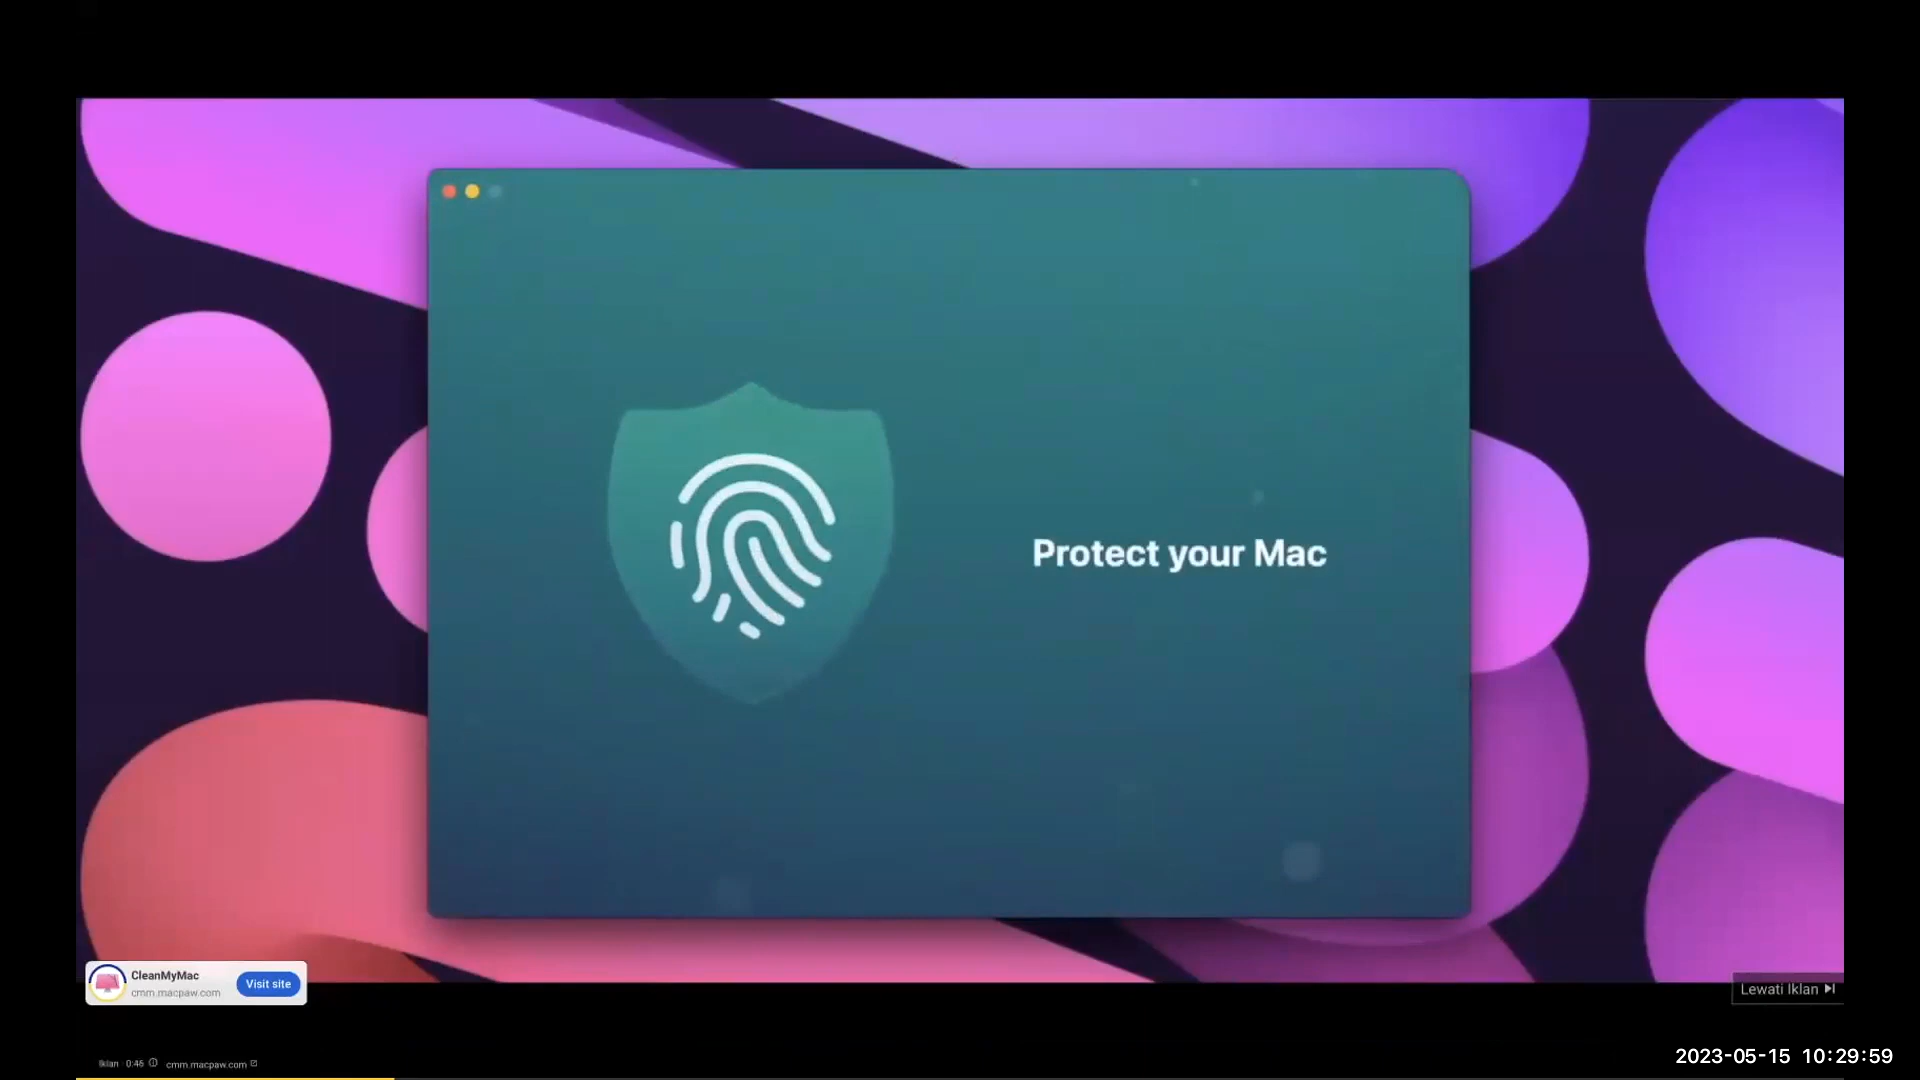 Protect your Mac
CleanMyMac
cmm.macpaw.com
Visit site
Lewati Iklan
Iklan · 0:46
cmm.macpaw.com
2023-05-15 10:29:59